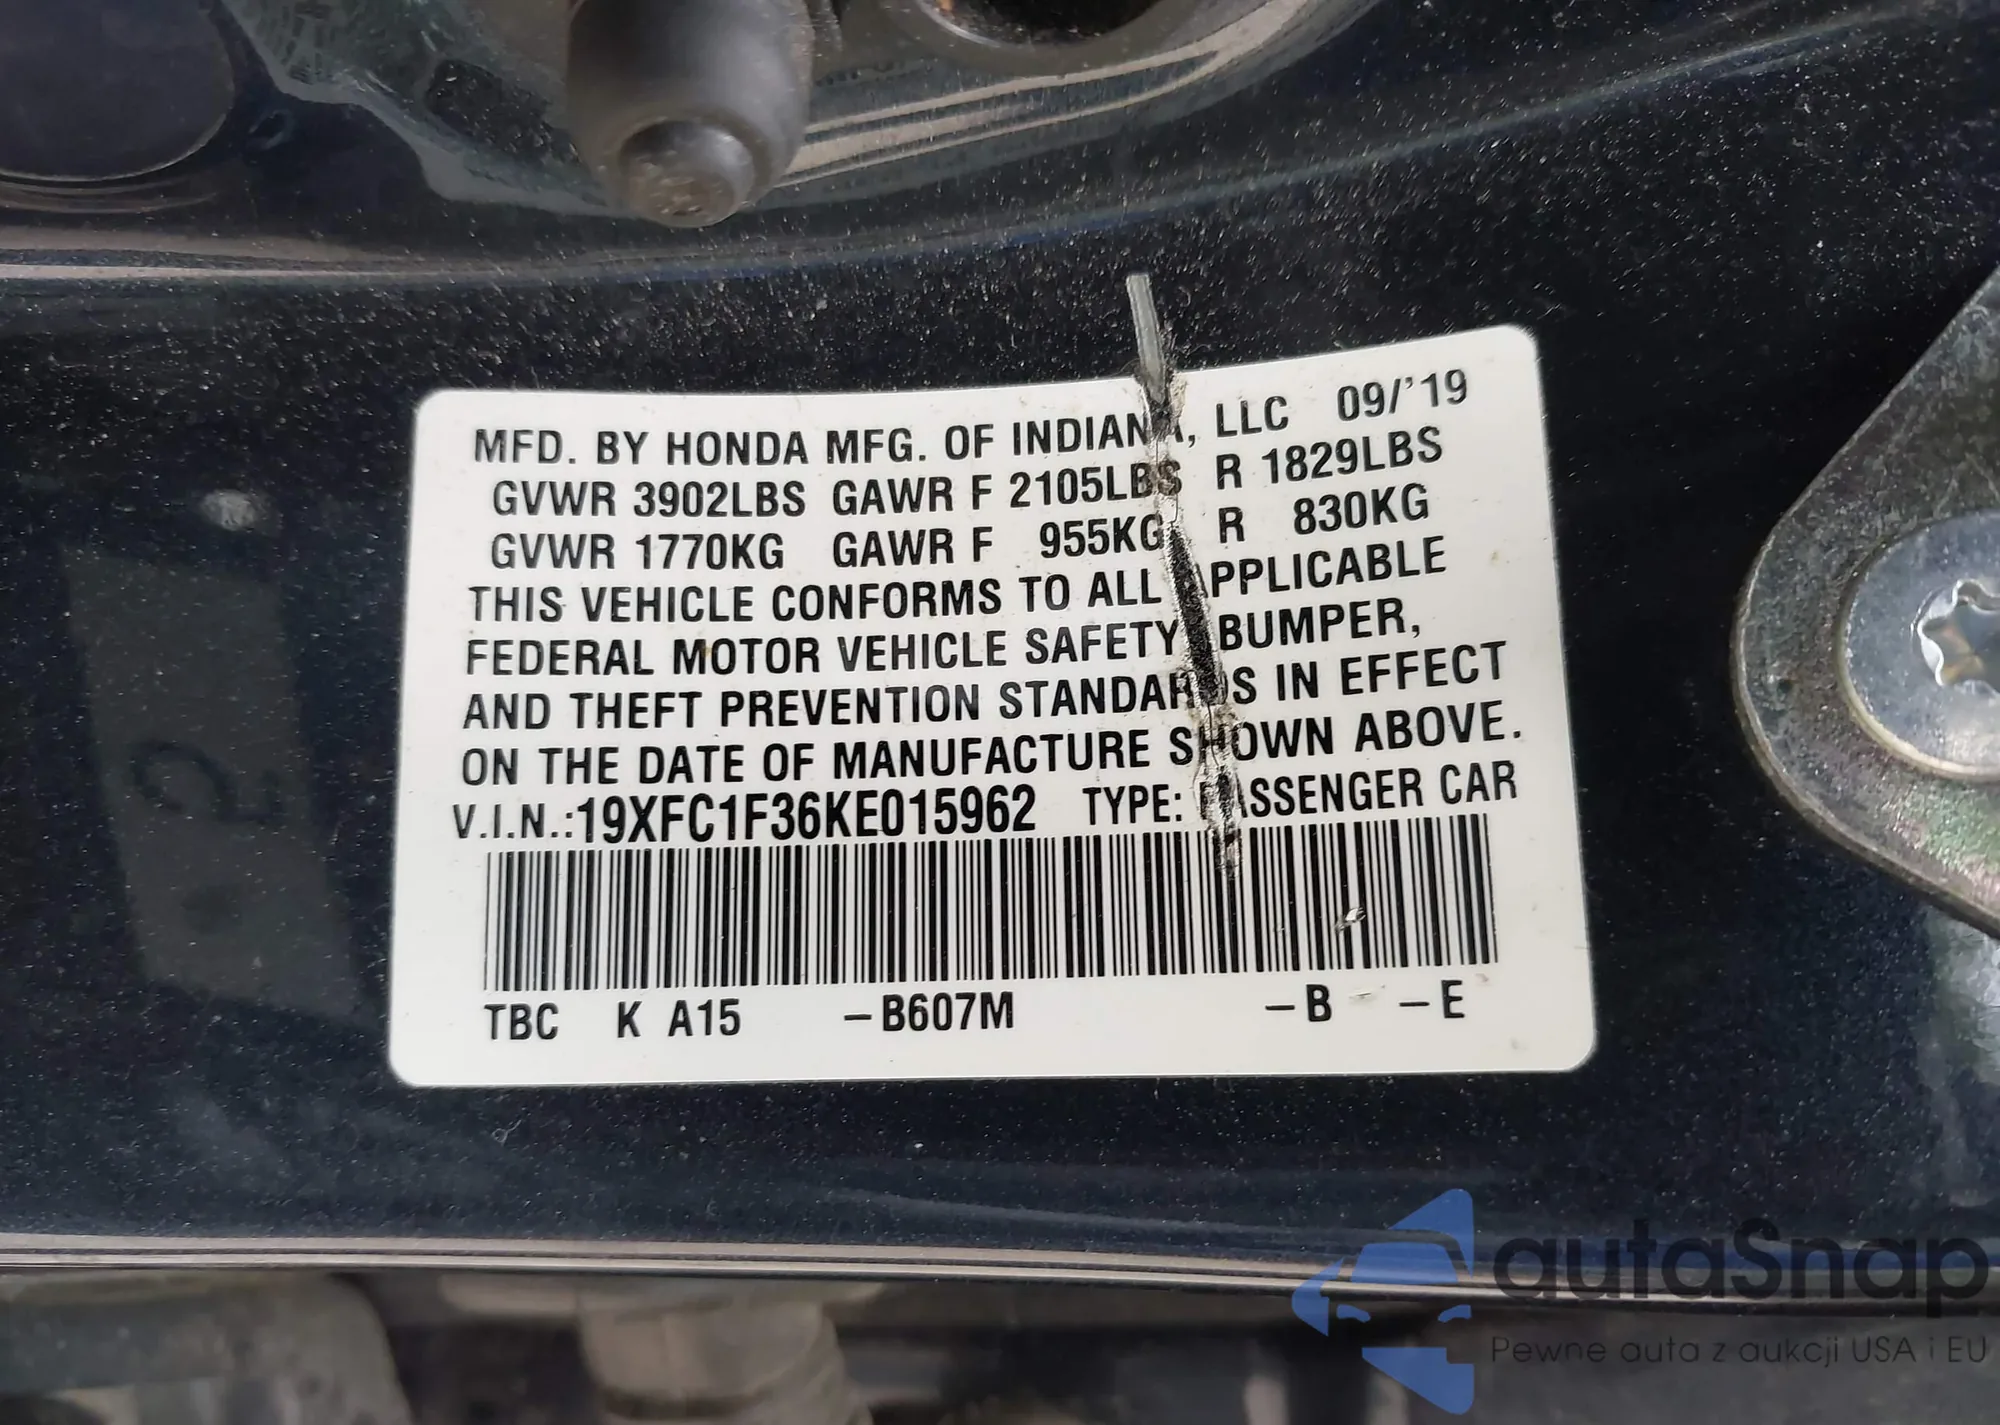 MFD. BY HONDA MFG. OF INDIANA, LLC 09/'19
GVWR 3902LBS GAWR F 2105LBS R 1829LBS
GVWR 1770KG GAWR F 955KG R 830KG
THIS VEHICLE CONFORMS TO ALL APPLICABLE
FEDERAL MOTOR VEHICLE SAFETY, BUMPER,
AND THEFT PREVENTION STANDARDS IN EFFECT
ON THE DATE OF MANUFACTURE SHOWN ABOVE.
V.I.N.:19XFC1F36KE015962 TYPE: PASSENGER CAR
TBC K A15 –B607M –B –E
autaSnap
Pewne auta z aukcji USA i EU